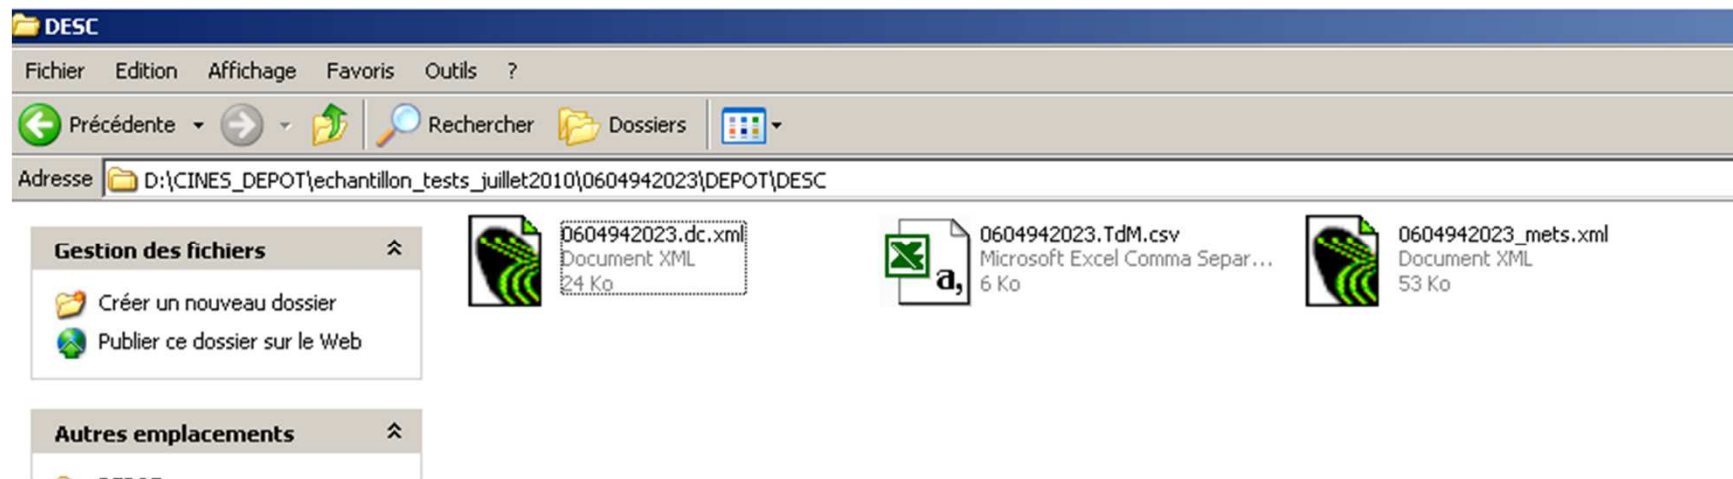 DESC
Fichier Edition Affichage Favoris Outils ?
Précédente Rechercher Dossiers
Adresse D:\CINES_DEPOT\echantillon_tests_juillet2010\0604942023\DEPOT\DESC
Gestion des fichiers
Créer un nouveau dossier
Publier ce dossier sur le Web
Autres emplacements
0604942023.dc.xml
Document XML
24 Ko
0604942023.TdM.csv
Microsoft Excel Comma Separ...
6 Ko
0604942023_mets.xml
Document XML
53 Ko